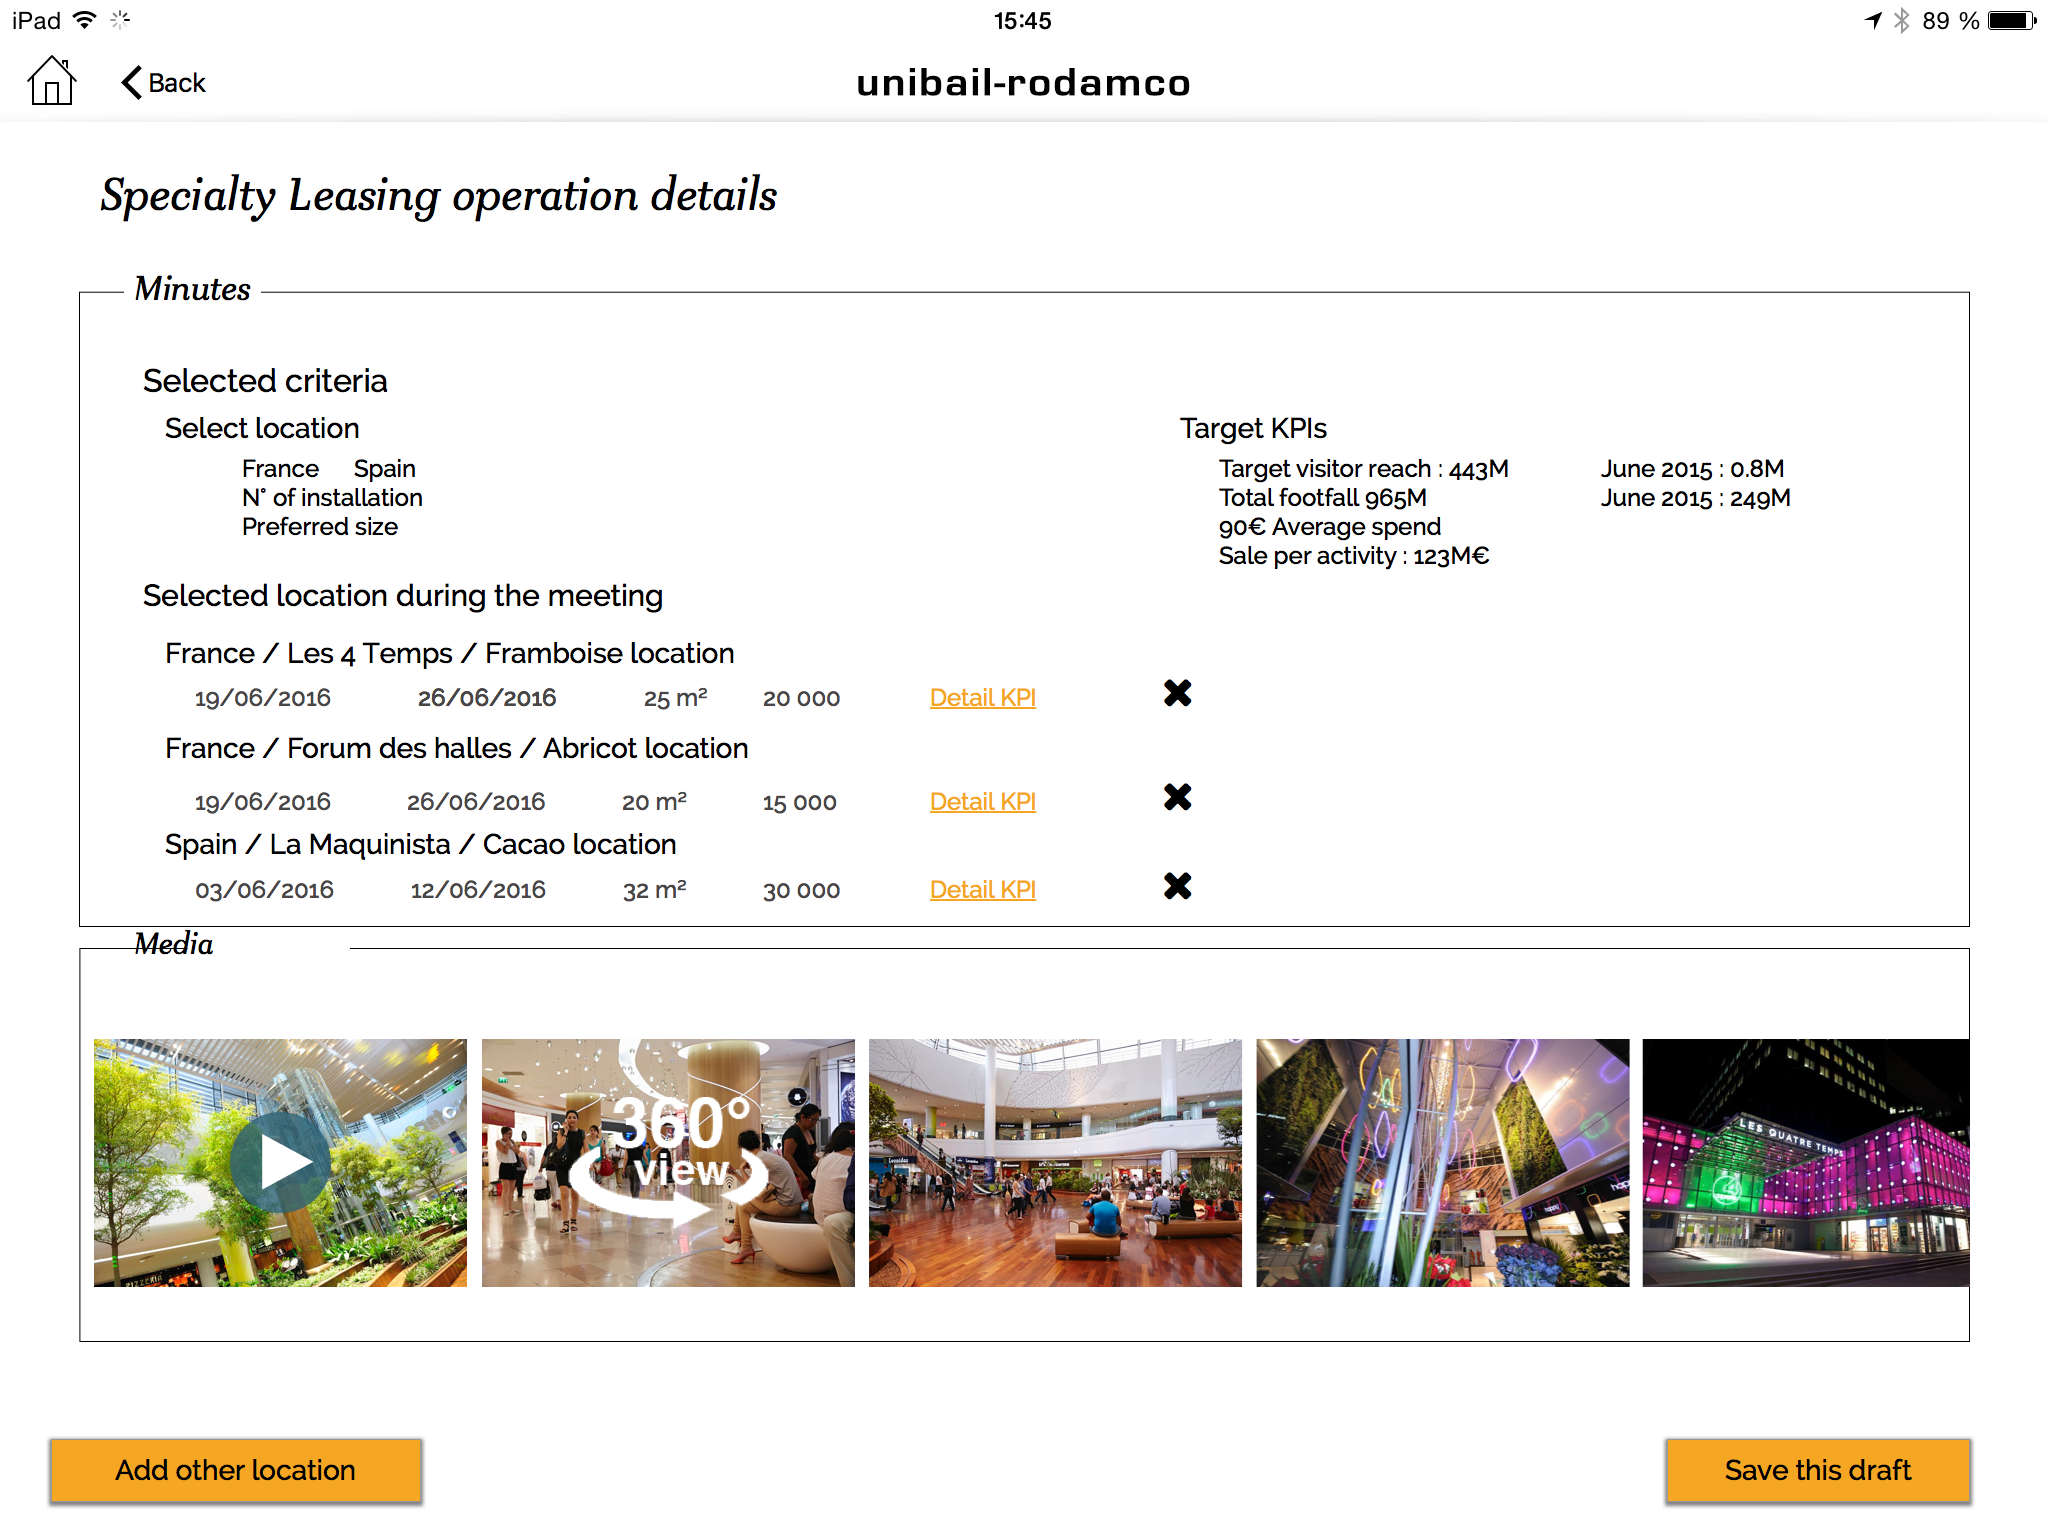 iPad 15:45 89 %
Back unibail-rodamco
Specialty Leasing operation details
Minutes
Selected criteria
Select location Target KPIs
France Spain Target visitor reach : 443M June 2015 : 0.8M
N° of installation Total footfall 965M June 2015 : 249M
Preferred size 90€ Average spend
Sale per activity : 123M€
Selected location during the meeting
France / Les 4 Temps / Framboise location
19/06/2016 26/06/2016 25 m² 20 000 Detail KPI
France / Forum des halles / Abricot location
19/06/2016 26/06/2016 20 m² 15 000 Detail KPI
Spain / La Maquinista / Cacao location
03/06/2016 12/06/2016 32 m² 30 000 Detail KPI
Media
360°
view
LES QUATRE TEMPS
PIZZERIA
Add other location Save this draft